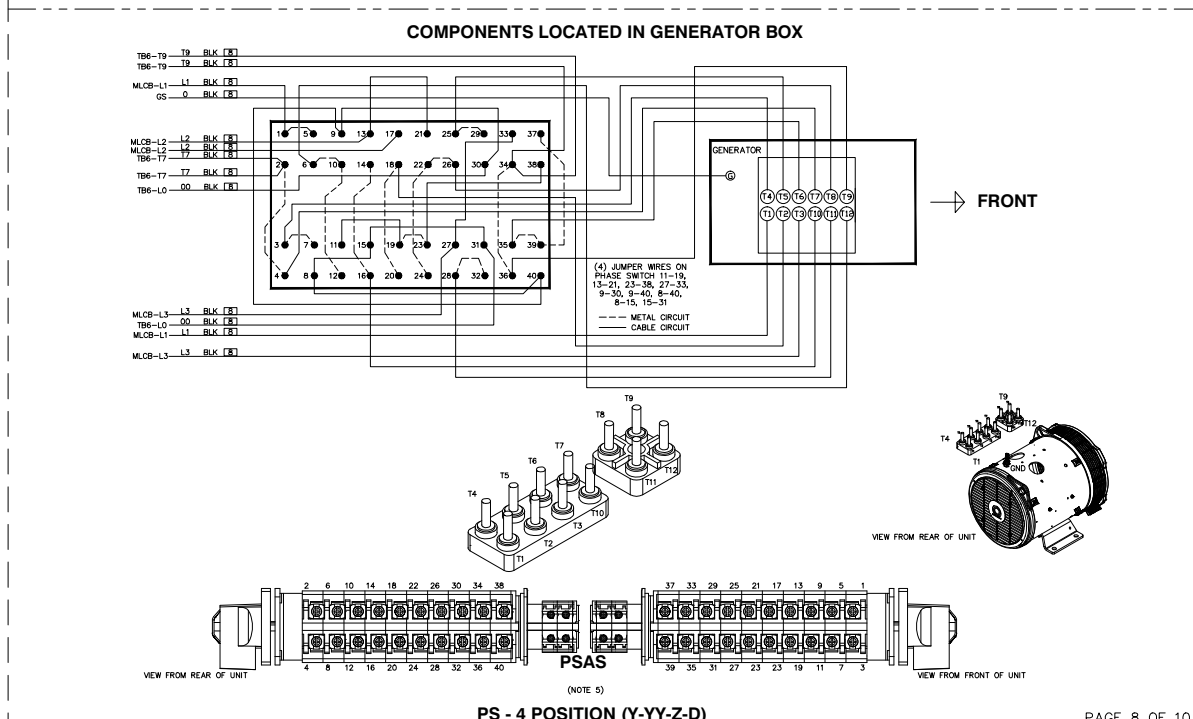 COMPONENTS LOCATED IN GENERATOR BOX
TB6-T9 T9 BLK 8
TB6-T9 T9 BLK 8
MLCB-L1 L1 BLK 8
GS 0 BLK 8
MLCB-L2 L2 BLK 8
MLCB-L2 L2 BLK 8
TB6-T7 T7 BLK 8
TB6-T7 T7 BLK 8
TB6-L0 00 BLK 8
1 5 9 13 17 21 25 29 33 37
2 6 10 14 18 22 26 30 34 38
3 7 11 15 19 23 27 31 35 39
4 8 12 16 20 24 28 32 36 40
MLCB-L3 L3 BLK 8
TB6-L0 00 BLK 8
MLCB-L1 L1 BLK 8
MLCB-L3 L3 BLK 8
(4) JUMPER WIRES ON
PHASE SWITCH 11-19,
13-21, 23-38, 27-33,
9-30, 9-40, 8-40,
8-15, 15-31
METAL CIRCUIT
CABLE CIRCUIT
GENERATOR
G
T4 T5 T6 T7 T8 T9
T1 T2 T3 T10 T11 T12
FRONT
T9
T8
T7
T6
T5
T4
T12
T11
T10
T3
T2
T1
T9
T4
T12
T1
GND
VIEW FROM REAR OF UNIT
2 6 10 14 18 22 26 30 34 38
37 33 29 25 21 17 13 9 5 1
4 8 12 16 20 24 28 32 36 40
PSAS
39 35 31 27 23 23 19 11 7 3
VIEW FROM REAR OF UNIT
VIEW FROM FRONT OF UNIT
(NOTE 5)
PS - 4 POSITION (Y-YY-Z-D)
PAGE 8 OF 10